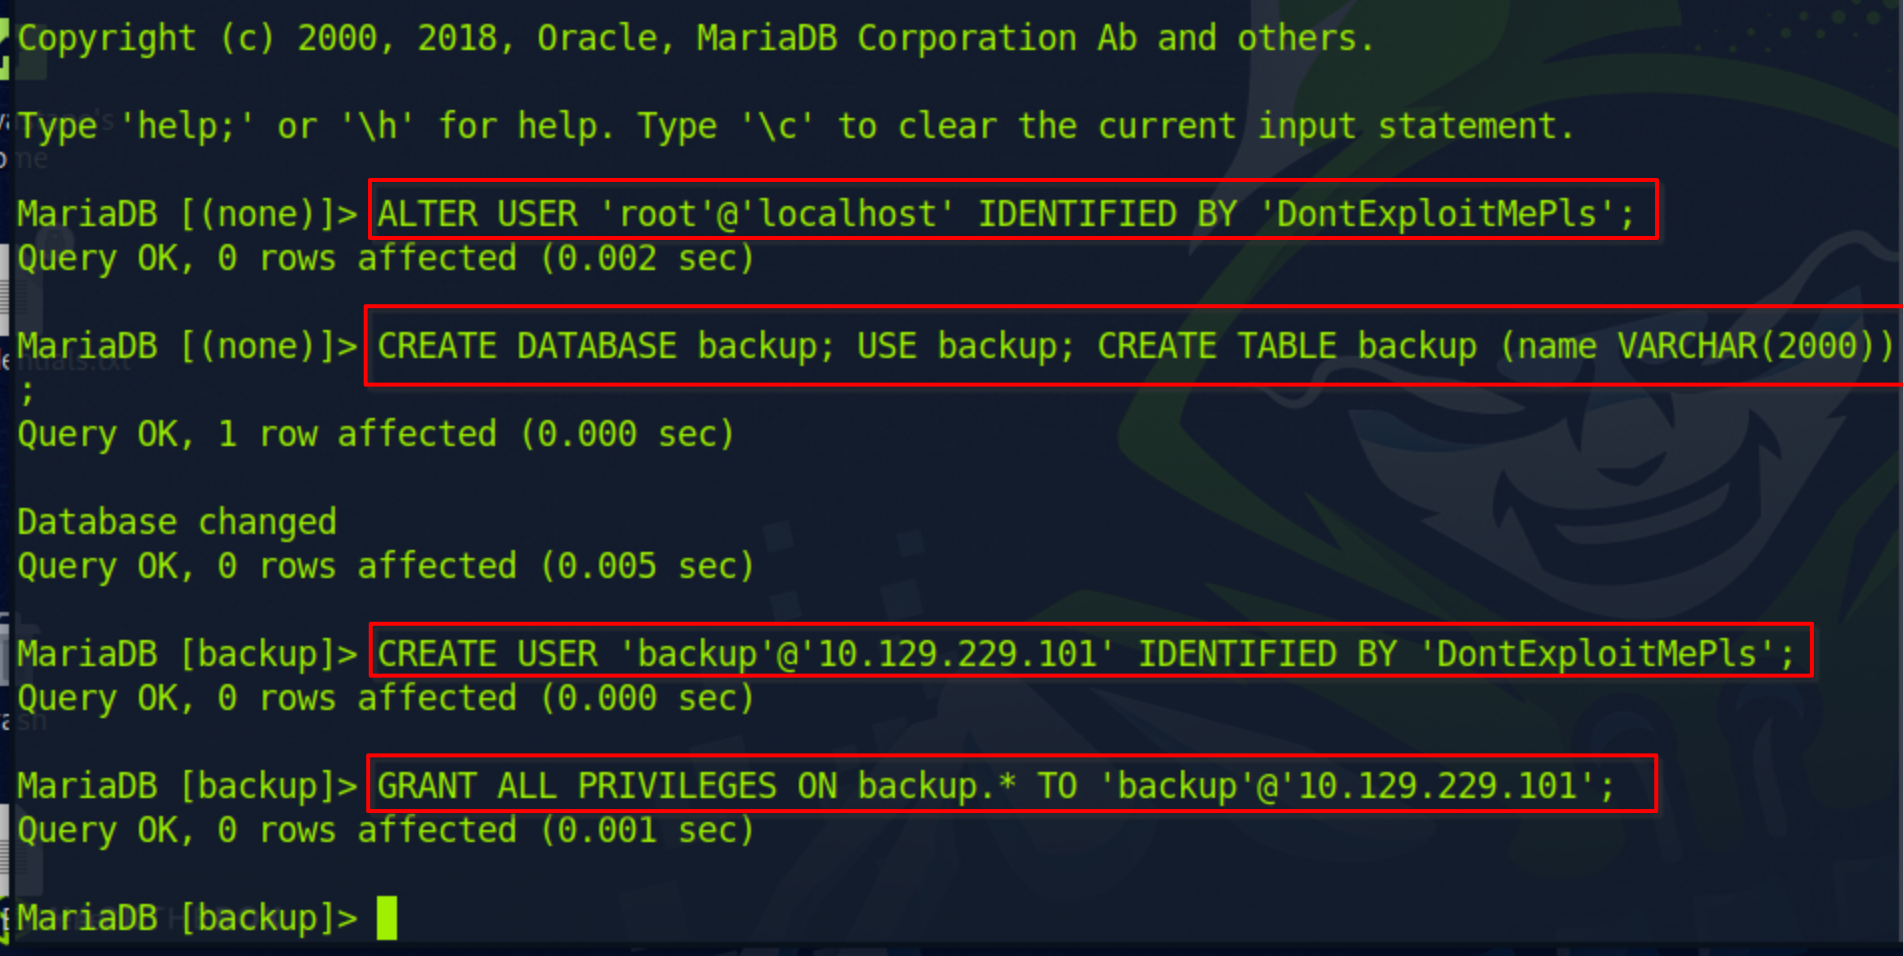 Copyright (c) 2000, 2018, Oracle, MariaDB Corporation Ab and others.
Type 'help;' or '\h' for help. Type '\c' to clear the current input statement.
MariaDB [(none)]> ALTER USER 'root'@'localhost' IDENTIFIED BY 'DontExploitMePls';
Query OK, 0 rows affected (0.002 sec)
MariaDB [(none)]> CREATE DATABASE backup; USE backup; CREATE TABLE backup (name VARCHAR(2000))
;
Query OK, 1 row affected (0.000 sec)
Database changed
Query OK, 0 rows affected (0.005 sec)
MariaDB [backup]> CREATE USER 'backup'@'10.129.229.101' IDENTIFIED BY 'DontExploitMePls';
Query OK, 0 rows affected (0.000 sec)
MariaDB [backup]> GRANT ALL PRIVILEGES ON backup.* TO 'backup'@'10.129.229.101';
Query OK, 0 rows affected (0.001 sec)
MariaDB [backup]>